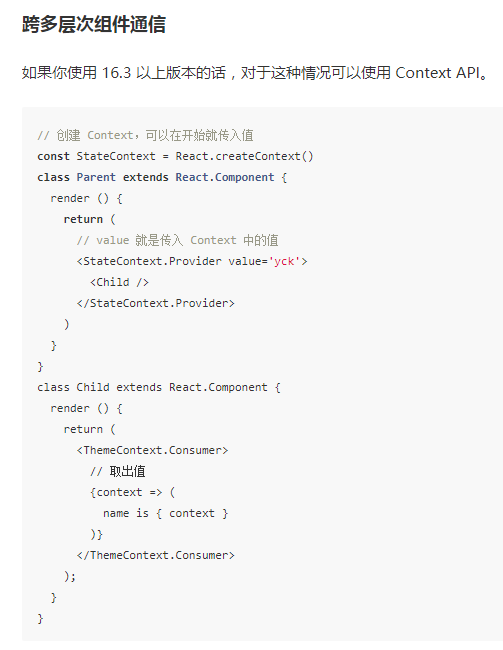 跨多层次组件通信
如果你使用 16.3 以上版本的话，对于这种情况可以使用 Context API。
// 创建 Context，可以在开始就传入值
const StateContext = React.createContext()
class Parent extends React.Component {
  render () {
    return (
      // value 就是传入 Context 中的值
      <StateContext.Provider value='yck'>
        <Child />
      </StateContext.Provider>
    )
  }
}
class Child extends React.Component {
  render () {
    return (
      <ThemeContext.Consumer>
        // 取出值
        {context => (
          name is { context }
        )}
      </ThemeContext.Consumer>
    );
  }
}